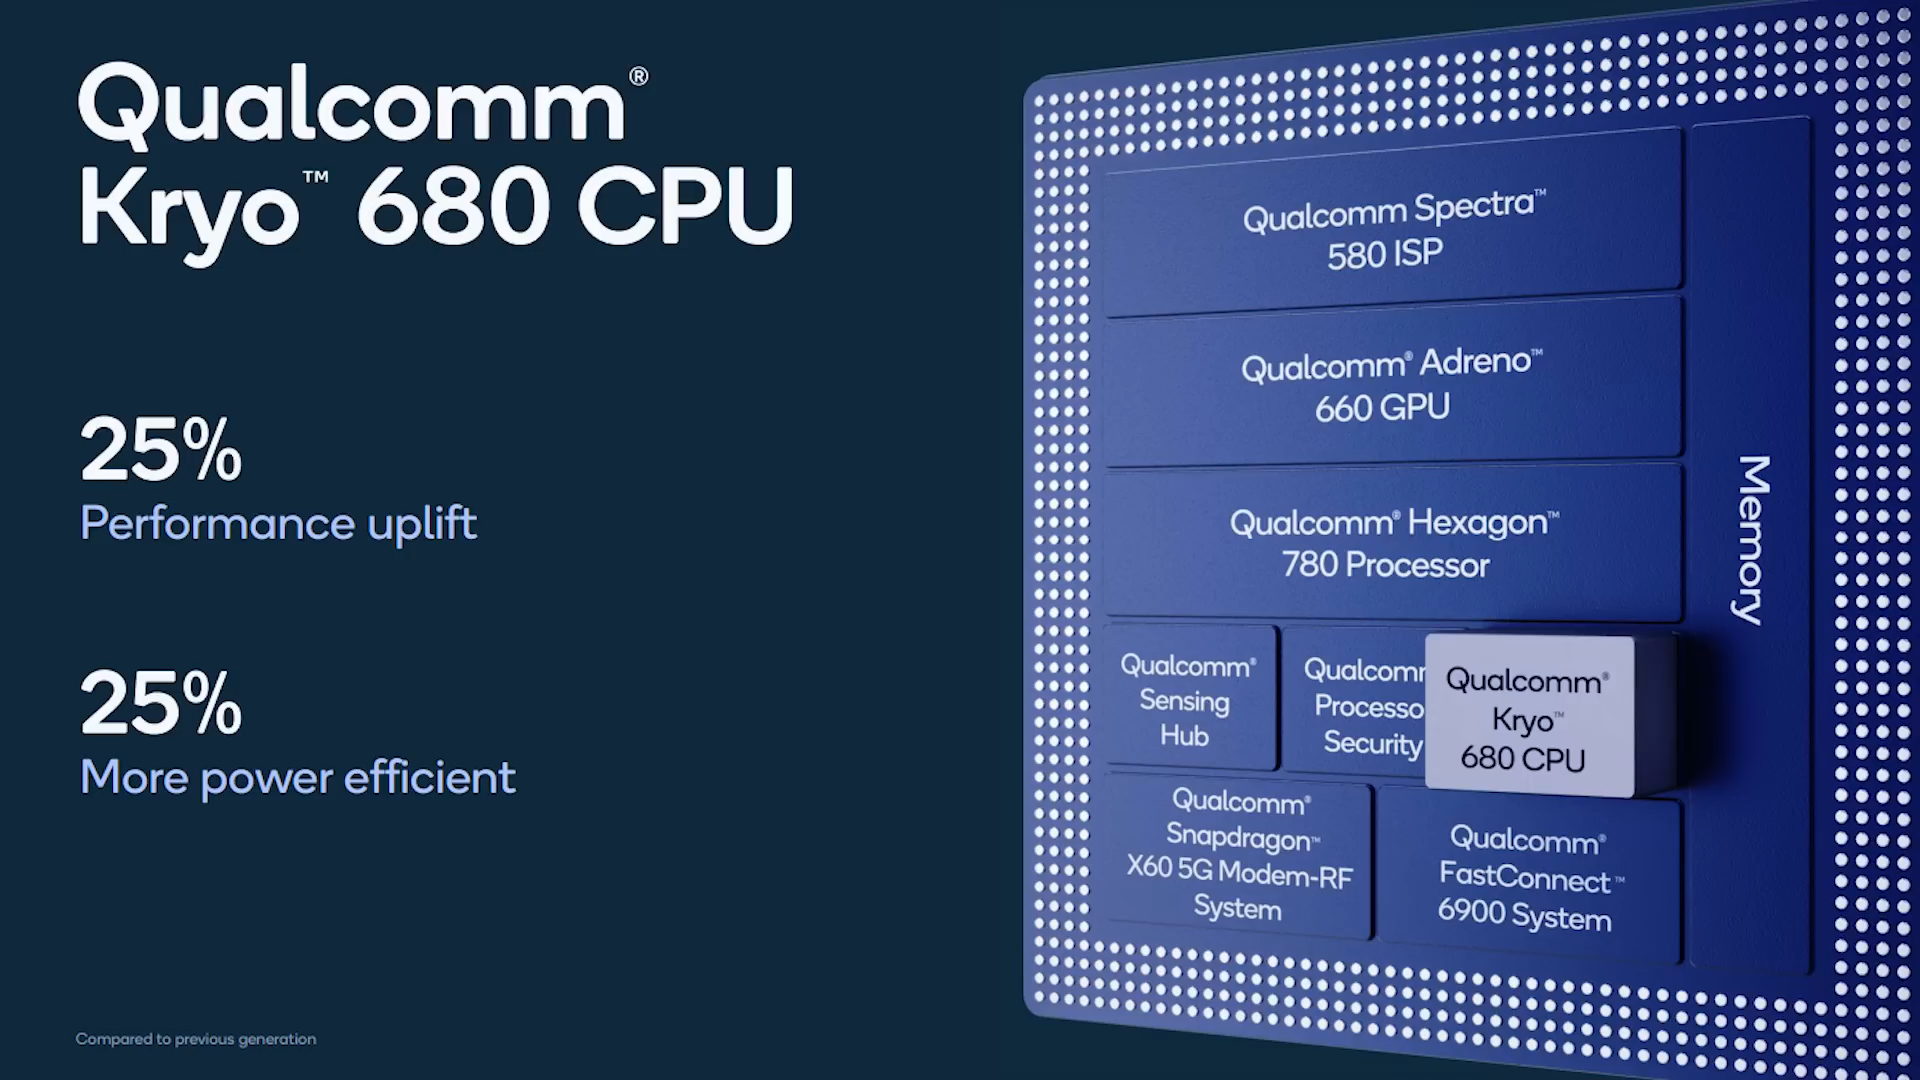 Qualcomm®
Kryo™ 680 CPU
25%
Performance uplift
25%
More power efficient
Compared to previous generation
Qualcomm Spectra™
580 ISP
Qualcomm® Adreno™
660 GPU
Qualcomm® Hexagon™
780 Processor
Memory
Qualcomm®
Sensing
Hub
Security
Qualcomm®
Kryo™
680 CPU
Qualcomm®
Snapdragon™
X60 5G Modem-RF
System
Qualcomm®
FastConnect™
6900 System